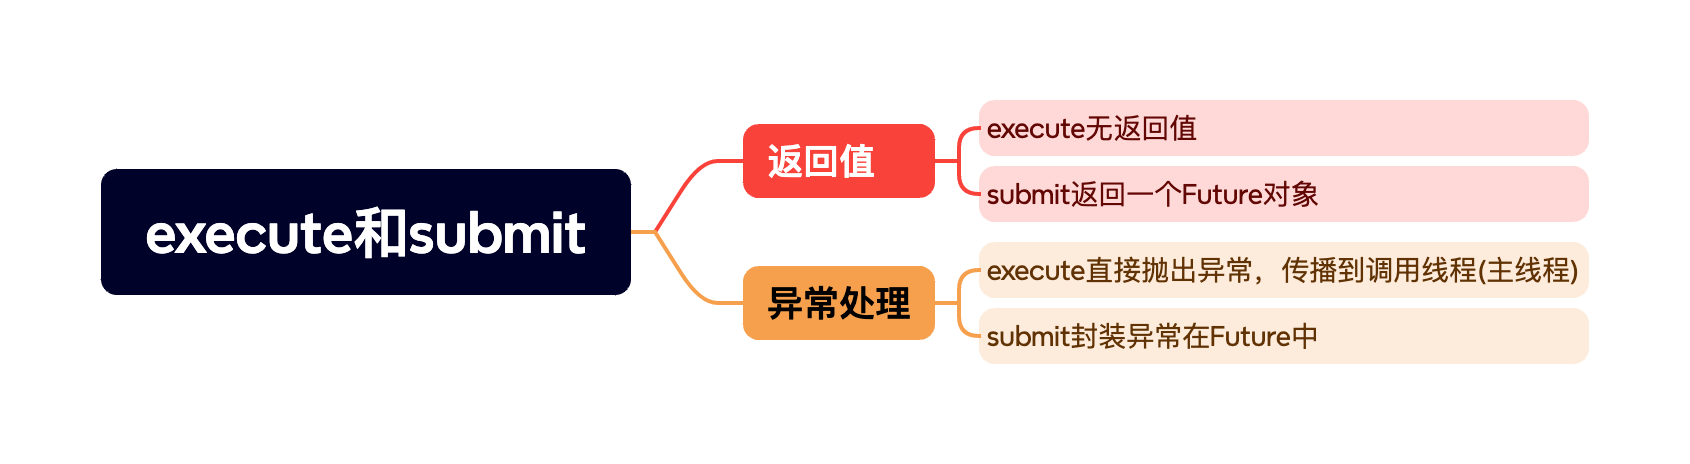 execute和submit
返回值
execute无返回值
submit返回一个Future对象
异常处理
execute直接抛出异常，传播到调用线程(主线程)
submit封装异常在Future中